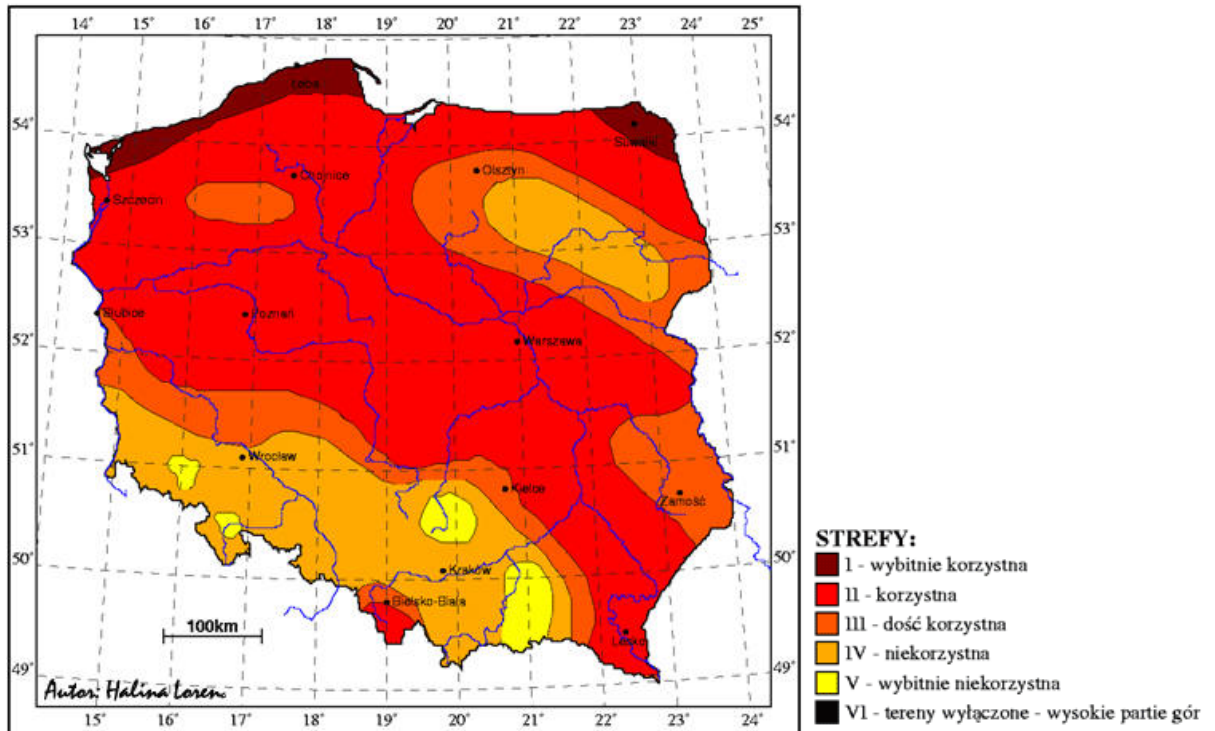 14° 15° 16° 17° 18° 19° 20° 21° 22° 23° 24° 25°
Łeba
54° 54°
Suwałki
Olsztyn
Chojnice
Szczecin
53° 53°
Słubice
Poznań
52° Warszawa 52°
51° Wrocław 51°
Kielce
Zamość
50° Kraków 50°
Bielsko-Biała
100km
Lesko
49° 49°
Autor: Halina Lorenc
15° 16° 17° 18° 19° 20° 21° 22° 23° 24°
STREFY:
I - wybitnie korzystna
II - korzystna
III - dość korzystna
IV - niekorzystna
V - wybitnie niekorzystna
VI - tereny wyłączone - wysokie partie gór